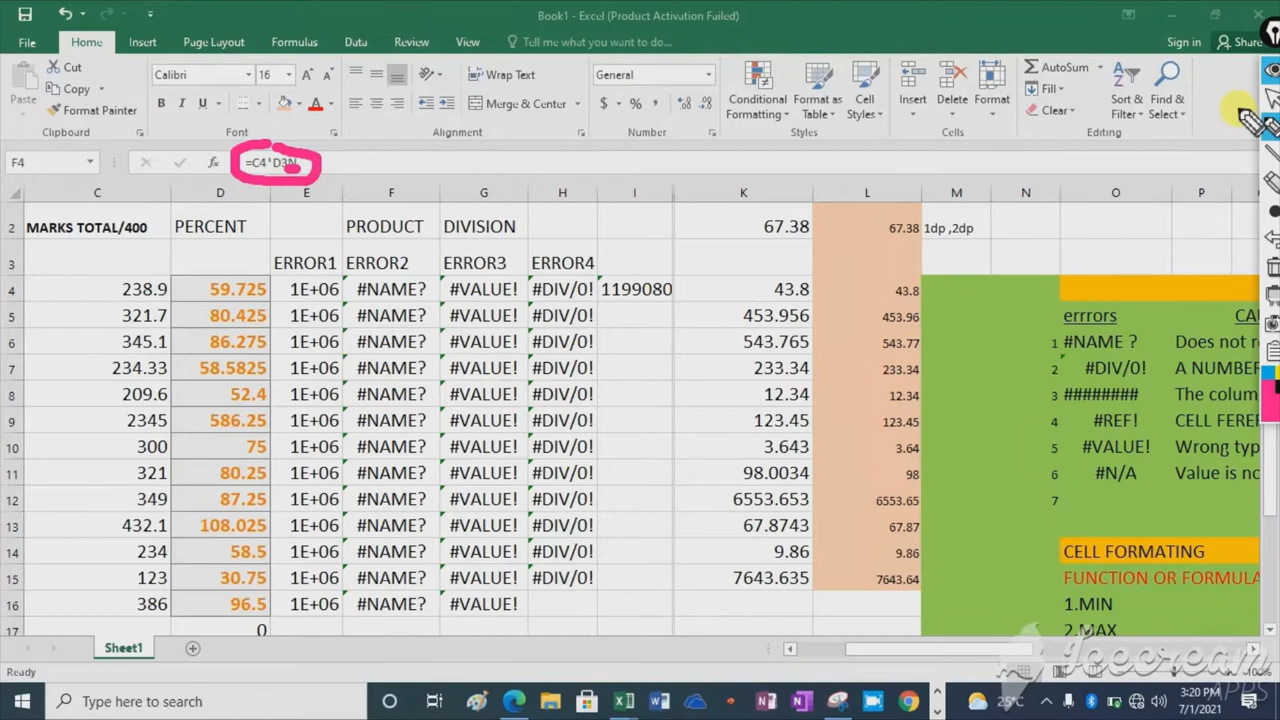 Book1 - Excel (Product Activation Failed)
File Home Insert Page Layout Formulas Data Review View Tell me what you want to do... Sign in Share
Paste Cut Copy Format Painter Clipboard
Calibri 16 B I U A Font
Wrap Text Merge & Center Alignment
General $ % , Number
Conditional Formatting Format as Table Cell Styles Styles
Insert Delete Format Cells
AutoSum Fill Clear Sort & Filter Find & Select Editing
F4 fx =C4*D3N
C D E F G H I K L M N O P
2 MARKS TOTAL/400 PERCENT PRODUCT DIVISION 67.38 67.38 1dp ,2dp
3 ERROR1 ERROR2 ERROR3 ERROR4
4 238.9 59.725 1E+06 #NAME? #VALUE! #DIV/0! 1199080 43.8 43.8
5 321.7 80.425 1E+06 #NAME? #VALUE! #DIV/0! 453.956 453.96 errrors
6 345.1 86.275 1E+06 #NAME? #VALUE! #DIV/0! 543.765 543.77 1 #NAME ? Does not
7 234.33 58.5825 1E+06 #NAME? #VALUE! #DIV/0! 233.34 233.34 2 #DIV/0! A NUMBER
8 209.6 52.4 1E+06 #NAME? #VALUE! #DIV/0! 12.34 12.34 3 ######## The colum
9 2345 586.25 1E+06 #NAME? #VALUE! #DIV/0! 123.45 123.45 4 #REF! CELL FEREF
10 300 75 1E+06 #NAME? #VALUE! #DIV/0! 3.643 3.64 5 #VALUE! Wrong typ
11 321 80.25 1E+06 #NAME? #VALUE! #DIV/0! 98.0034 98 6 #N/A Value is no
12 349 87.25 1E+06 #NAME? #VALUE! #DIV/0! 6553.653 6553.65 7
13 432.1 108.025 1E+06 #NAME? #VALUE! #DIV/0! 67.8743 67.87
14 234 58.5 1E+06 #NAME? #VALUE! #DIV/0! 9.86 9.86 CELL FORMATING
15 123 30.75 1E+06 #NAME? #VALUE! #DIV/0! 7643.635 7643.64 FUNCTION OR FORMULA
16 386 96.5 1E+06 #NAME? #VALUE! 1.MIN
17 0 2.MAX
Sheet1
Ready 100%
Icecream
APPS
Type here to search 25°C 3:20 PM
7/1/2021